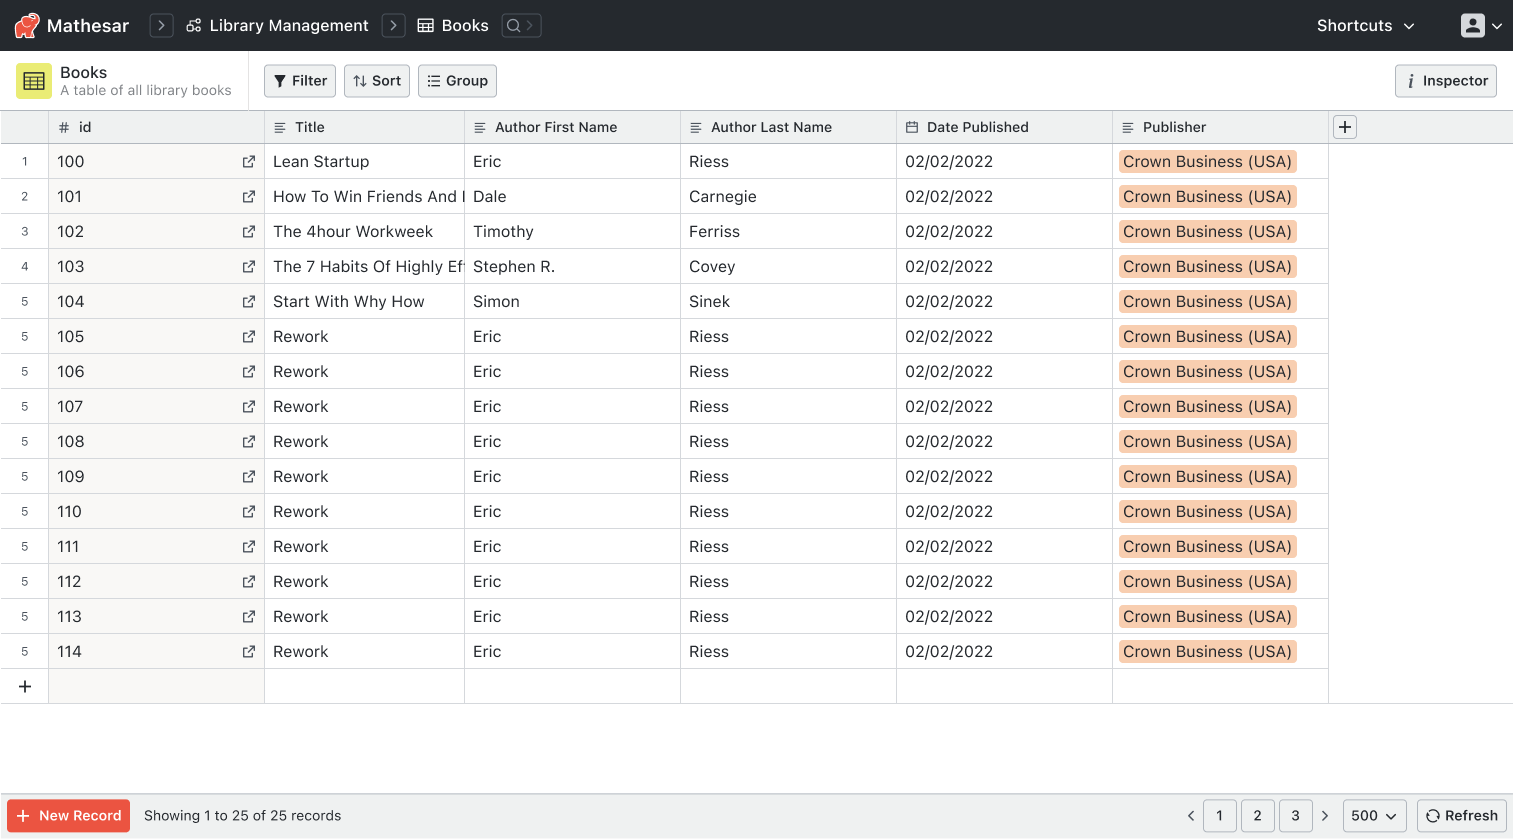 Mathesar Library Management Books Shortcuts
Books
A table of all library books
Filter Sort Group Inspector
# id Title Author First Name Author Last Name Date Published Publisher
1 100 Lean Startup Eric Riess 02/02/2022 Crown Business (USA)
2 101 How To Win Friends And Dale Carnegie 02/02/2022 Crown Business (USA)
3 102 The 4hour Workweek Timothy Ferriss 02/02/2022 Crown Business (USA)
4 103 The 7 Habits Of Highly Eff Stephen R. Covey 02/02/2022 Crown Business (USA)
5 104 Start With Why How Simon Sinek 02/02/2022 Crown Business (USA)
5 105 Rework Eric Riess 02/02/2022 Crown Business (USA)
5 106 Rework Eric Riess 02/02/2022 Crown Business (USA)
5 107 Rework Eric Riess 02/02/2022 Crown Business (USA)
5 108 Rework Eric Riess 02/02/2022 Crown Business (USA)
5 109 Rework Eric Riess 02/02/2022 Crown Business (USA)
5 110 Rework Eric Riess 02/02/2022 Crown Business (USA)
5 111 Rework Eric Riess 02/02/2022 Crown Business (USA)
5 112 Rework Eric Riess 02/02/2022 Crown Business (USA)
5 113 Rework Eric Riess 02/02/2022 Crown Business (USA)
5 114 Rework Eric Riess 02/02/2022 Crown Business (USA)
New Record Showing 1 to 25 of 25 records 1 2 3 500 Refresh